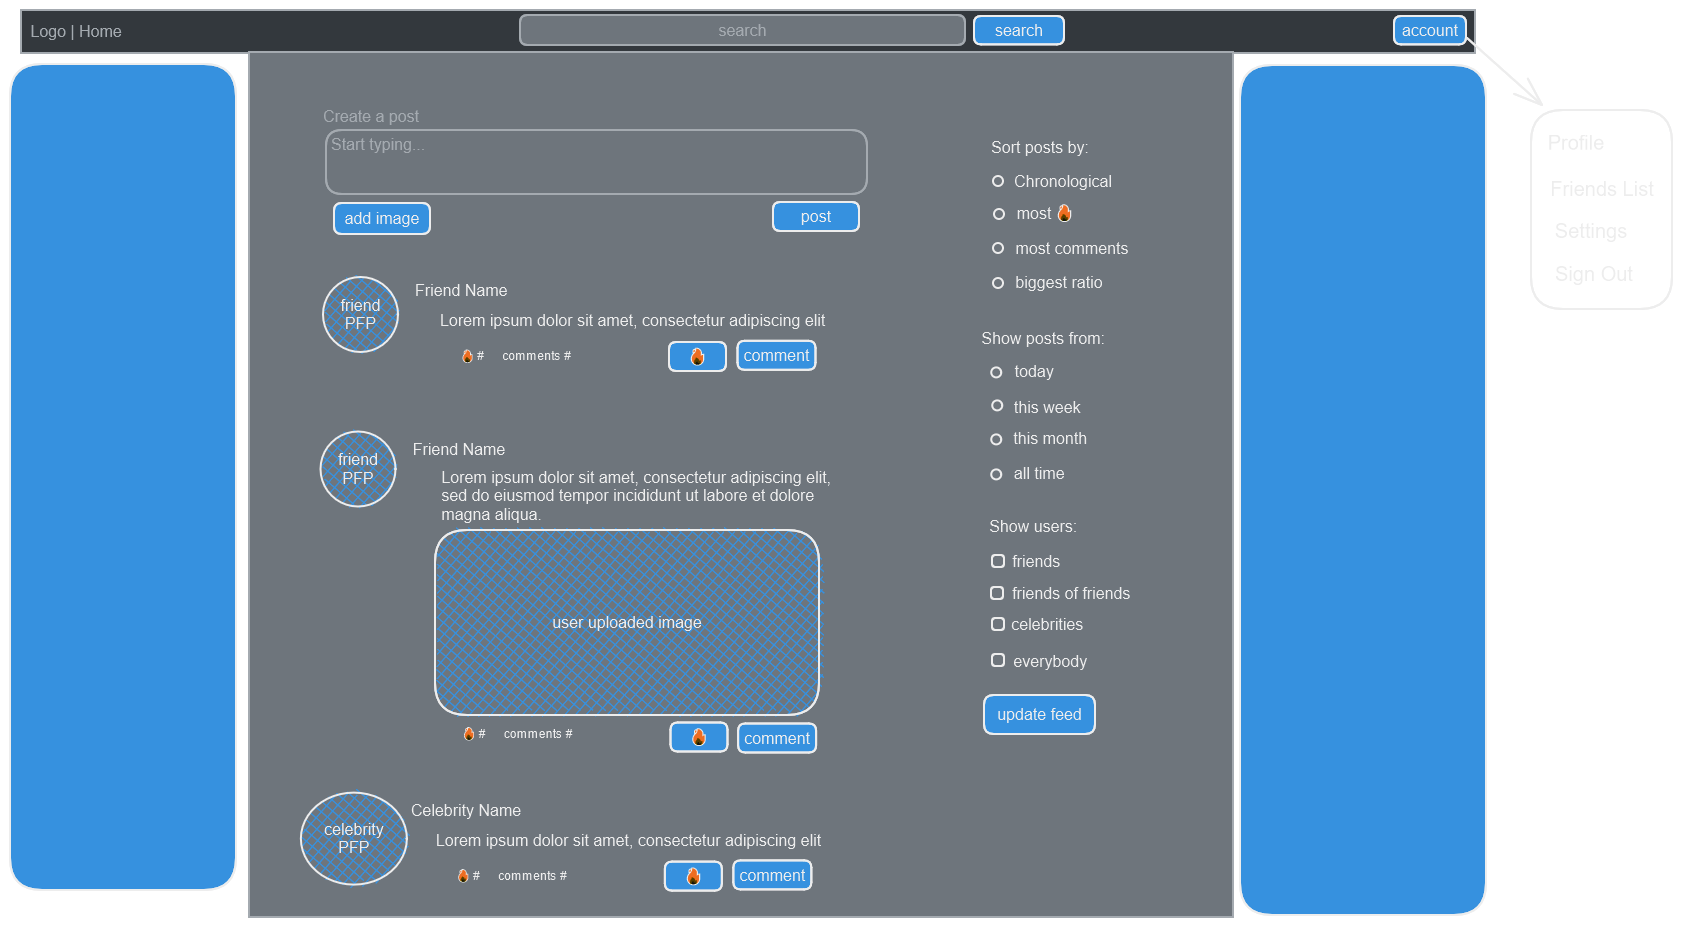 Logo | Home
search
search
account
Profile
Friends List
Settings
Sign Out
Create a post
Start typing...
add image
post
friend
PFP
Friend Name
Lorem ipsum dolor sit amet, consectetur adipiscing elit
🔥 #
comments #
🔥
comment
friend
PFP
Friend Name
Lorem ipsum dolor sit amet, consectetur adipiscing elit,
sed do eiusmod tempor incididunt ut labore et dolore
magna aliqua.
user uploaded image
🔥 #
comments #
🔥
comment
celebrity
PFP
Celebrity Name
Lorem ipsum dolor sit amet, consectetur adipiscing elit
🔥 #
comments #
🔥
comment
Sort posts by:
Chronological
most 🔥
most comments
biggest ratio
Show posts from:
today
this week
this month
all time
Show users:
friends
friends of friends
celebrities
everybody
update feed